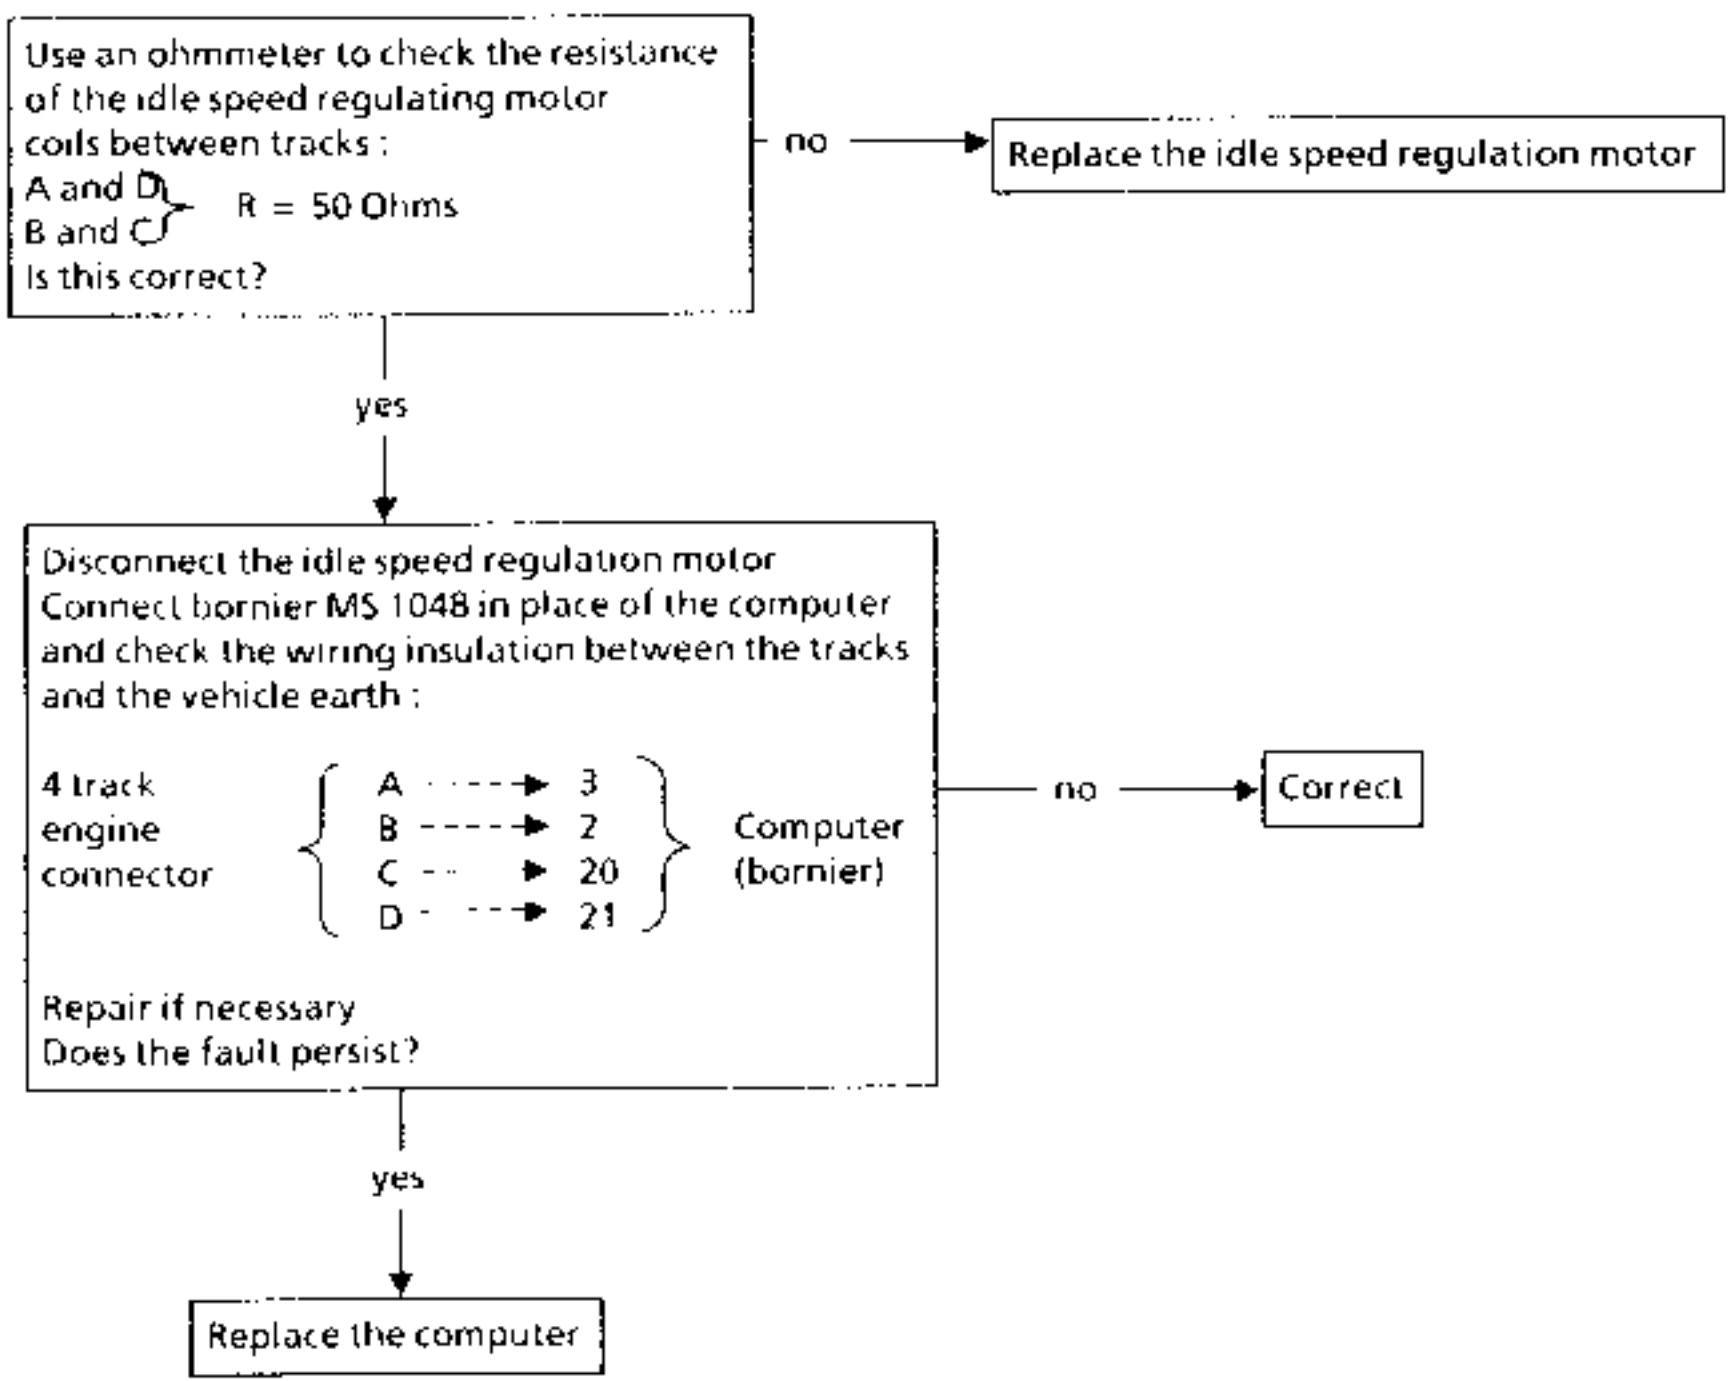 Use an ohmmeter to check the resistance
of the idle speed regulating motor
coils between tracks :
A and D
B and C
R = 50 Ohms
Is this correct?
no
Replace the idle speed regulation motor
yes
Disconnect the idle speed regulation motor
Connect bornier MS 1048 in place of the computer
and check the wiring insulation between the tracks
and the vehicle earth :
4 track
engine
connector
A 3
B 2
C 20
D 21
Computer
(bornier)
no
Correct
Repair if necessary
Does the fault persist?
yes
Replace the computer